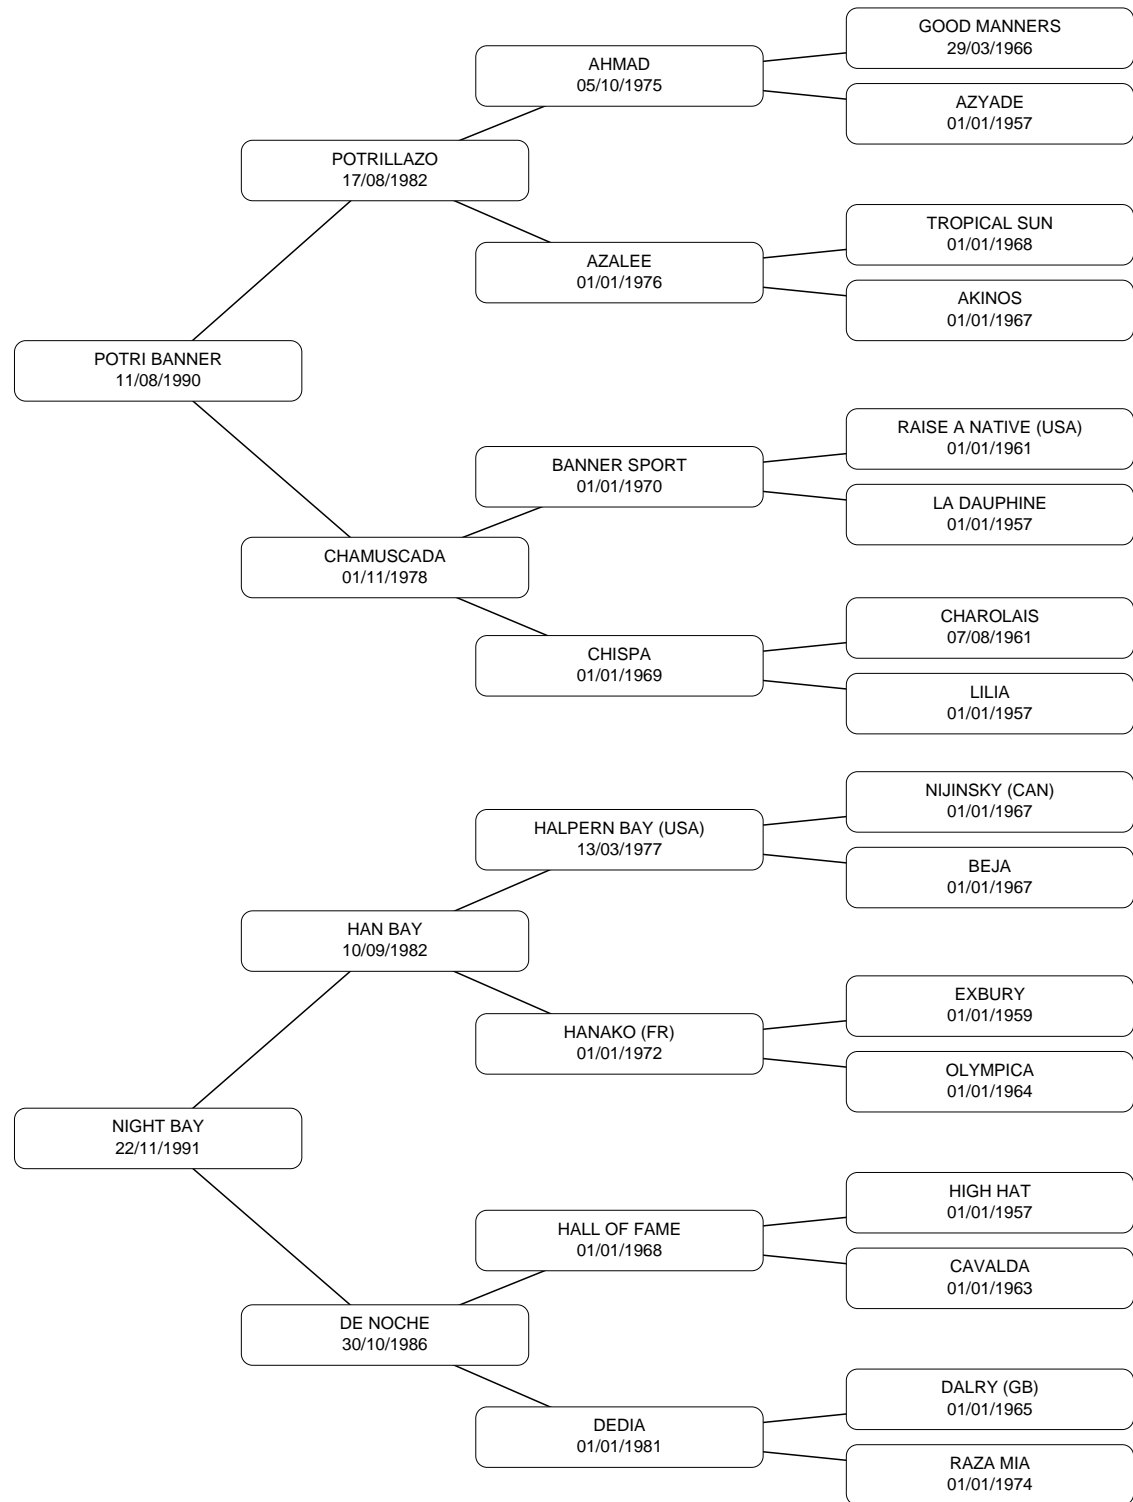 GOOD MANNERS
29/03/1966
AHMAD
05/10/1975
AZYADE
01/01/1957
POTRILLAZO
17/08/1982
TROPICAL SUN
01/01/1968
AZALEE
01/01/1976
AKINOS
01/01/1967
POTRI BANNER
11/08/1990
RAISE A NATIVE (USA)
01/01/1961
BANNER SPORT
01/01/1970
LA DAUPHINE
01/01/1957
CHAMUSCADA
01/11/1978
CHAROLAIS
07/08/1961
CHISPA
01/01/1969
LILIA
01/01/1957
NIJINSKY (CAN)
01/01/1967
HALPERN BAY (USA)
13/03/1977
BEJA
01/01/1967
HAN BAY
10/09/1982
EXBURY
01/01/1959
HANAKO (FR)
01/01/1972
OLYMPICA
01/01/1964
NIGHT BAY
22/11/1991
HIGH HAT
01/01/1957
HALL OF FAME
01/01/1968
CAVALDA
01/01/1963
DE NOCHE
30/10/1986
DALRY (GB)
01/01/1965
DEDIA
01/01/1981
RAZA MIA
01/01/1974